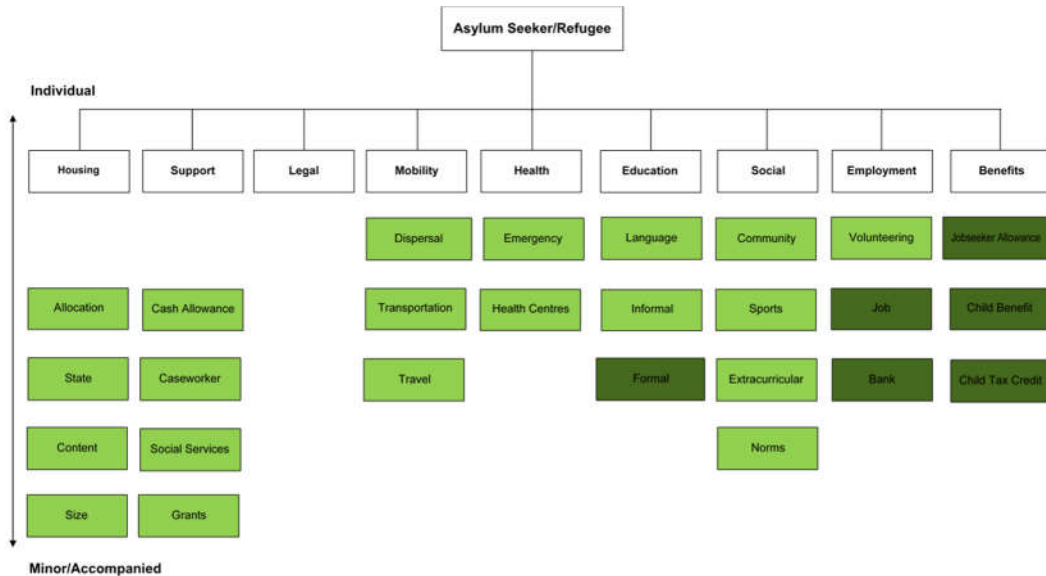 Asylum Seeker/Refugee
Individual
Housing Support Legal Mobility Health Education Social Employment Benefits
Dispersal Emergency Language Community Volunteering Jobseeker Allowance
Allocation Cash Allowance Transportation Health Centres Informal Sports Job Child Benefit
State Caseworker Travel Formal Extracurricular Bank Child Tax Credit
Content Social Services Norms
Size Grants
Minor/Accompanied